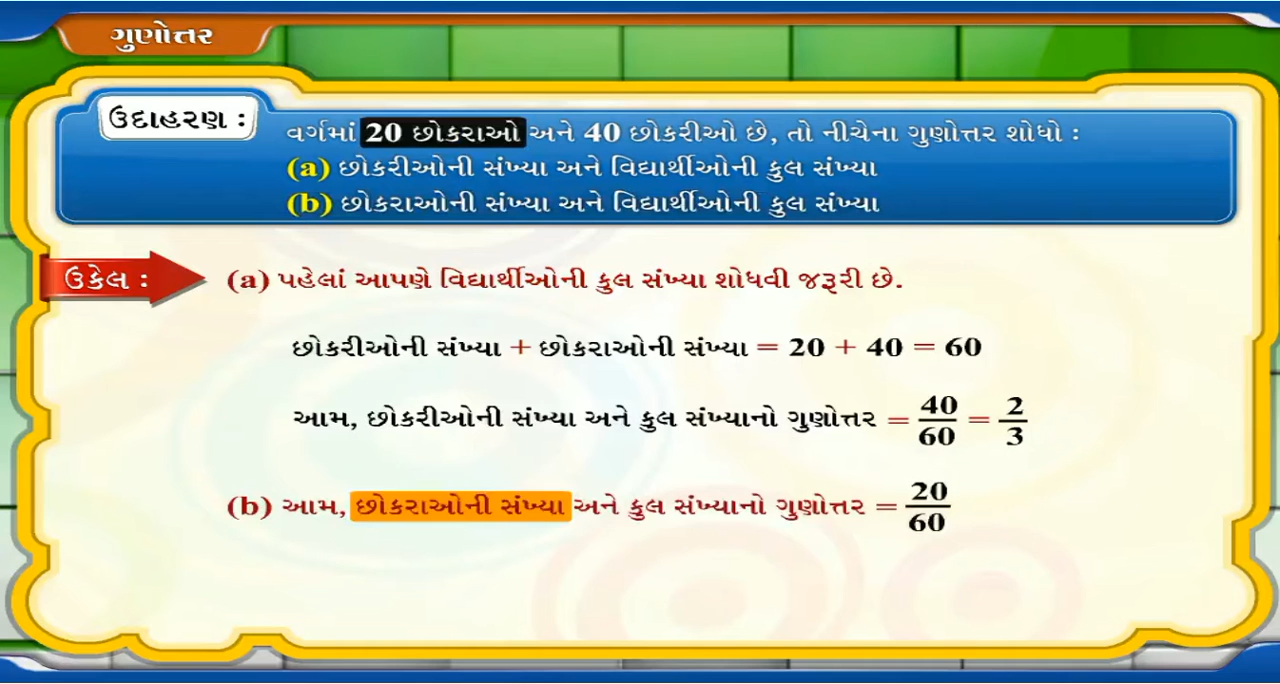 ગુણોત્તર
ઉદાહરણ :
વર્ગમાં 20 છોકરાઓ અને 40 છોકરીઓ છે, તો નીચેના ગુણોત્તર શોધો :
(a) છોકરીઓની સંખ્યા અને વિદ્યાર્થીઓની કુલ સંખ્યા
(b) છોકરાઓની સંખ્યા અને વિદ્યાર્થીઓની કુલ સંખ્યા
ઉકેલ :
(a) પહેલાં આપણે વિદ્યાર્થીઓની કુલ સંખ્યા શોધવી જરૂરી છે.
છોકરીઓની સંખ્યા + છોકરાઓની સંખ્યા = 20 + 40 = 60
આમ, છોકરીઓની સંખ્યા અને કુલ સંખ્યાનો ગુણોત્તર = 40/60 = 2/3
(b) આમ, છોકરાઓની સંખ્યા અને કુલ સંખ્યાનો ગુણોત્તર = 20/60